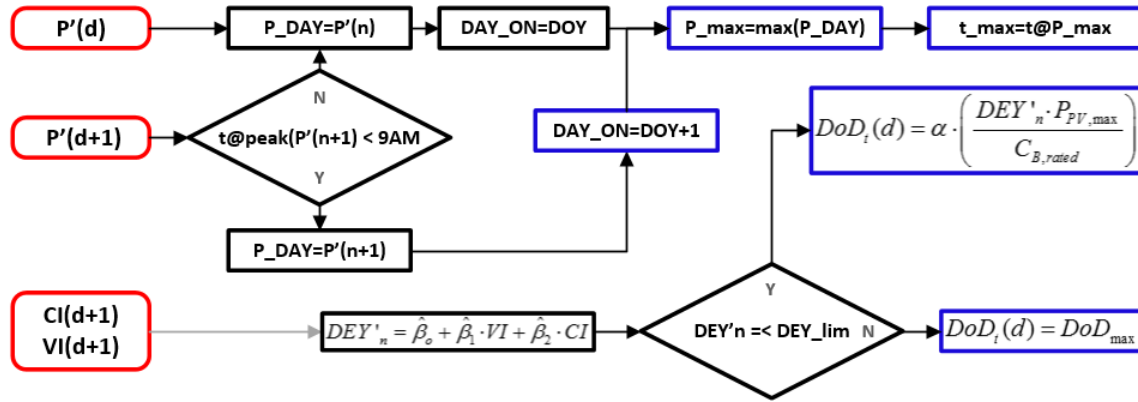 P'(d)
P_DAY=P'(n)
DAY_ON=DOY
P_max=max(P_DAY)
t_max=t@P_max
N
P'(d+1)
t@peak(P'(n+1) < 9AM
Y
DAY_ON=DOY+1
DoD_t(d) = α · (DEY'_n · P_PV,max / C_B,rated)
P_DAY=P'(n+1)
CI(d+1)
VI(d+1)
DEY'_n = β̂_o + β̂_1 · VI + β̂_2 · CI
Y
DEY'n =< DEY_lim
N
DoD_t(d) = DoD_max